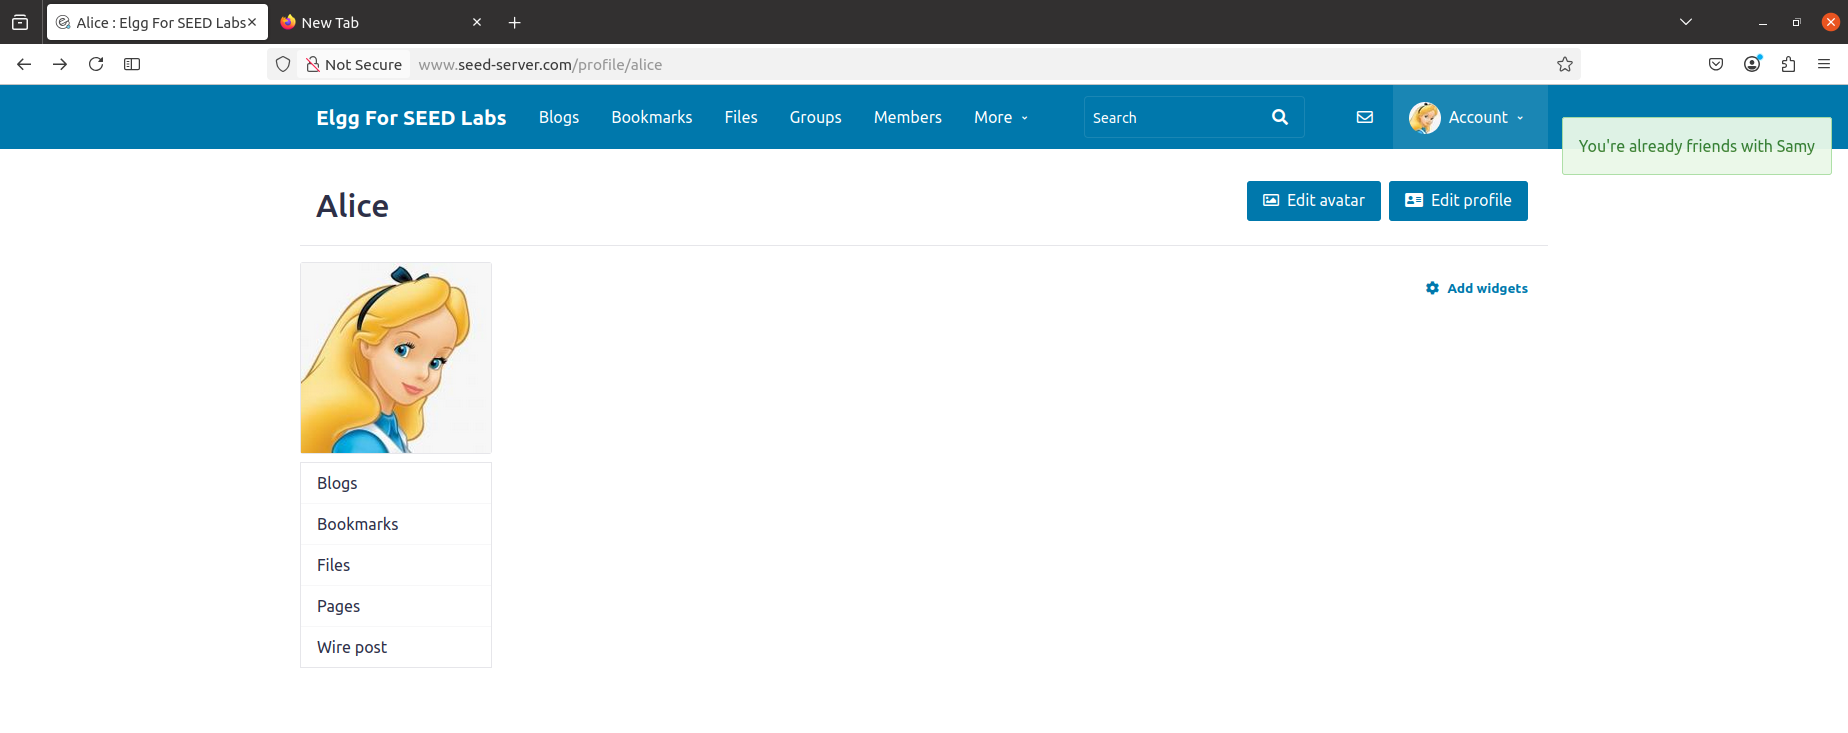 Alice : Elgg For SEED Labs
New Tab
Not Secure www.seed-server.com/profile/alice
Elgg For SEED Labs Blogs Bookmarks Files Groups Members More Search Account
You're already friends with Samy
Alice Edit avatar Edit profile
Add widgets
Blogs
Bookmarks
Files
Pages
Wire post